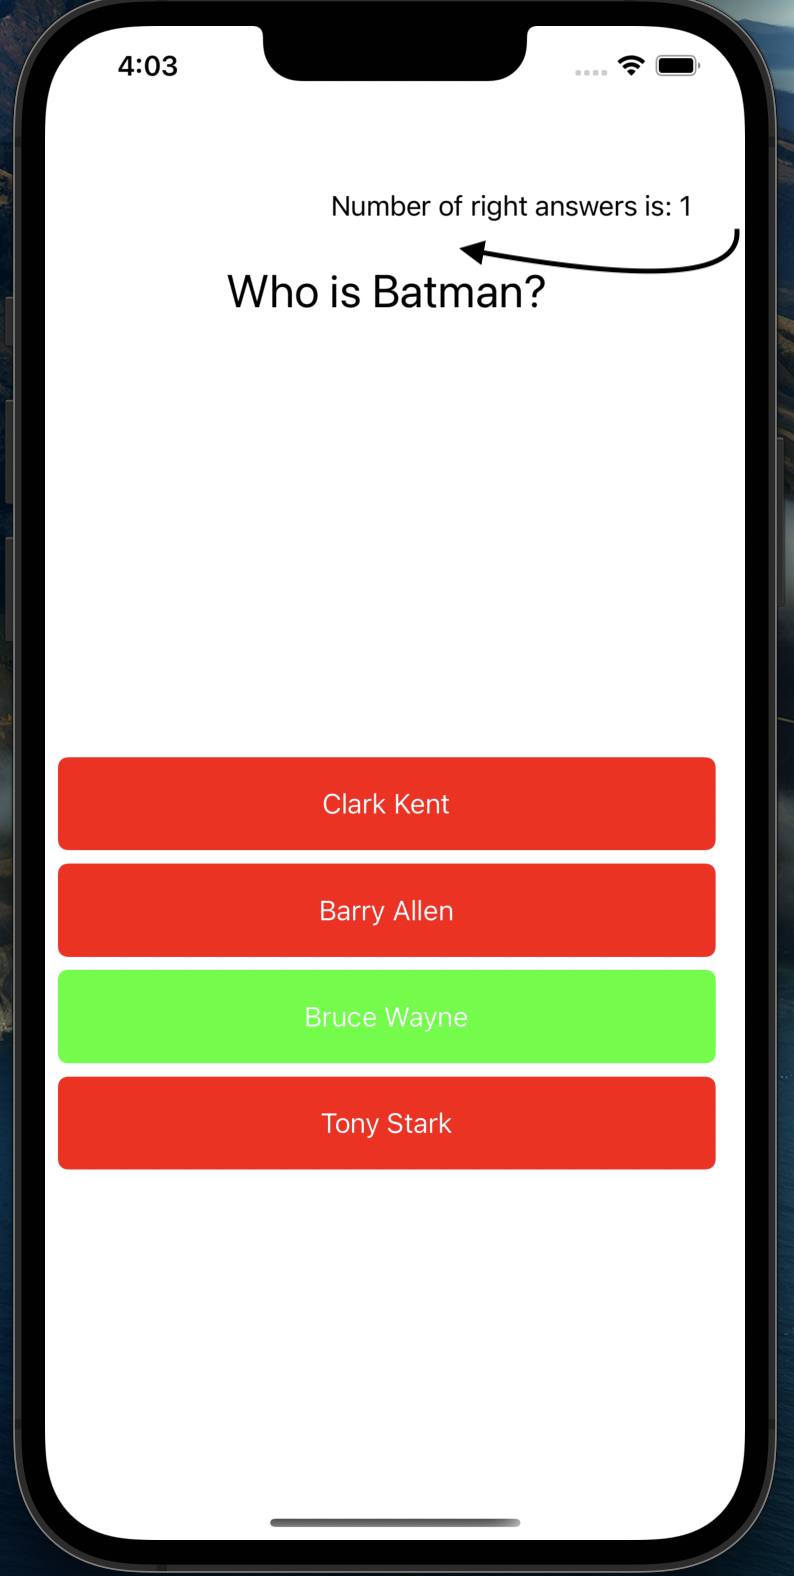 4:03
Number of right answers is: 1
Who is Batman?
Clark Kent
Barry Allen
Bruce Wayne
Tony Stark